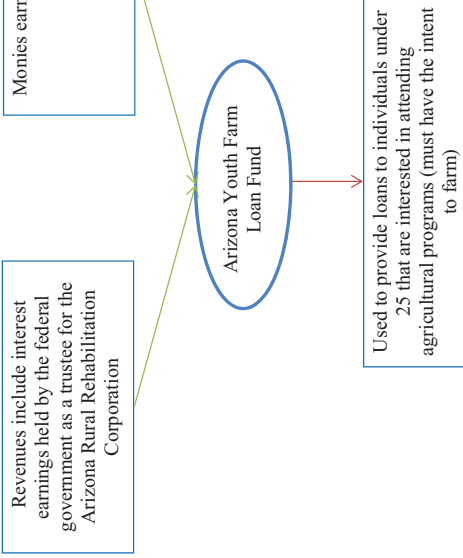 Revenues include interest
earnings held by the federal
government as a trustee for the
Arizona Rural Rehabilitation
Corporation
Monies earn
Arizona Youth Farm
Loan Fund
Used to provide loans to individuals under
25 that are interested in attending
agricultural programs (must have the intent
to farm)